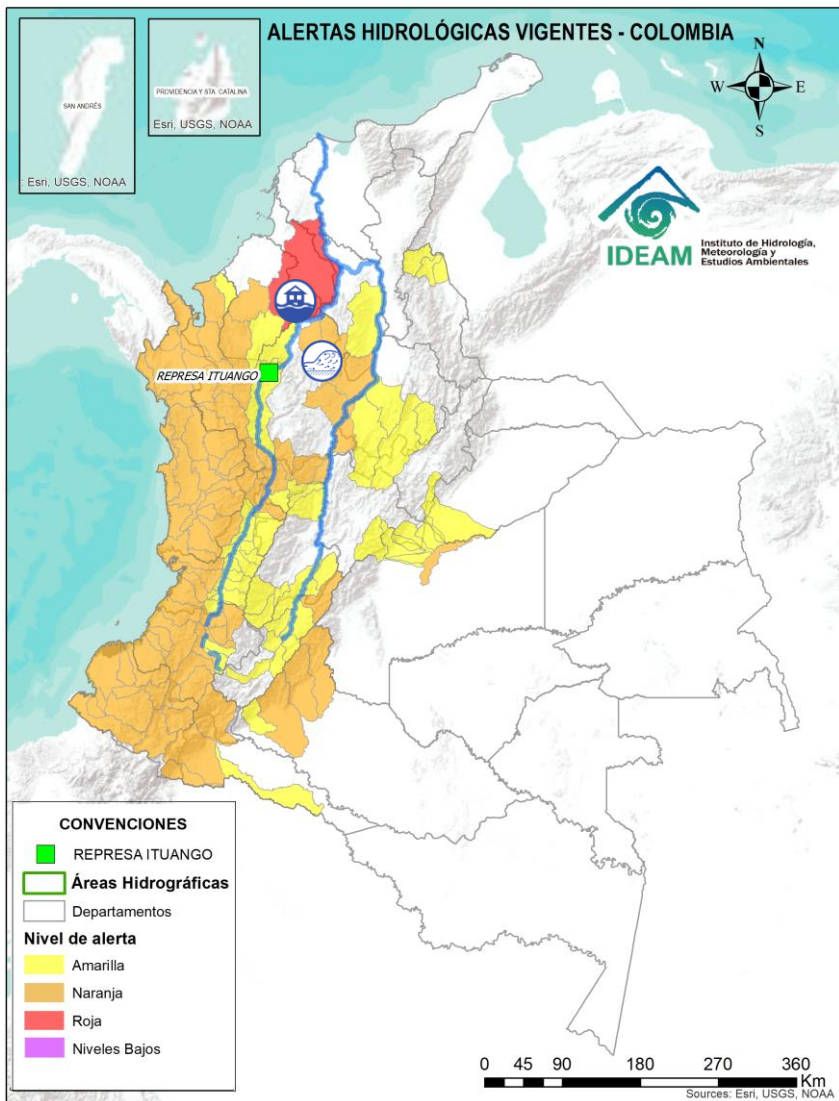 ALERTAS HIDROLÓGICAS VIGENTES - COLOMBIA
SAN ANDRÉS
: Esri, USGS, NOAA
PROVIDENCIA Y STA. CATALINA
Esri, USGS, NOAA
N
W
E
S
IDEAM
Instituto de Hidrología,
Meteorología y
Estudios Ambientales
REPRESA ITUANGO
CONVENCIONES
REPRESA ITUANGO
Áreas Hidrográficas
Departamentos
Nivel de alerta
Amarilla
Naranja
Roja
Niveles Bajos
0 45 90 180 270 360
Km
Sources: Esri, USGS, NOAA